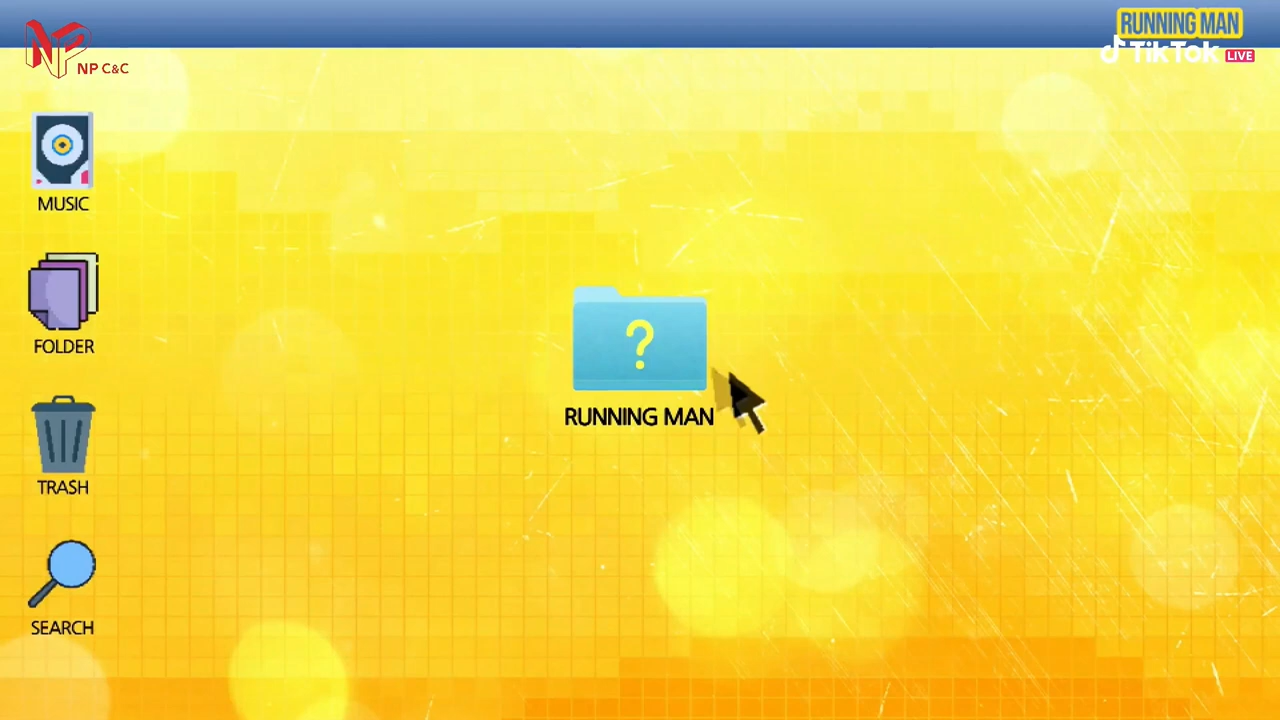 RUNNING MAN
NP C&C
TikTok LIVE
MUSIC
FOLDER
?
RUNNING MAN
TRASH
SEARCH